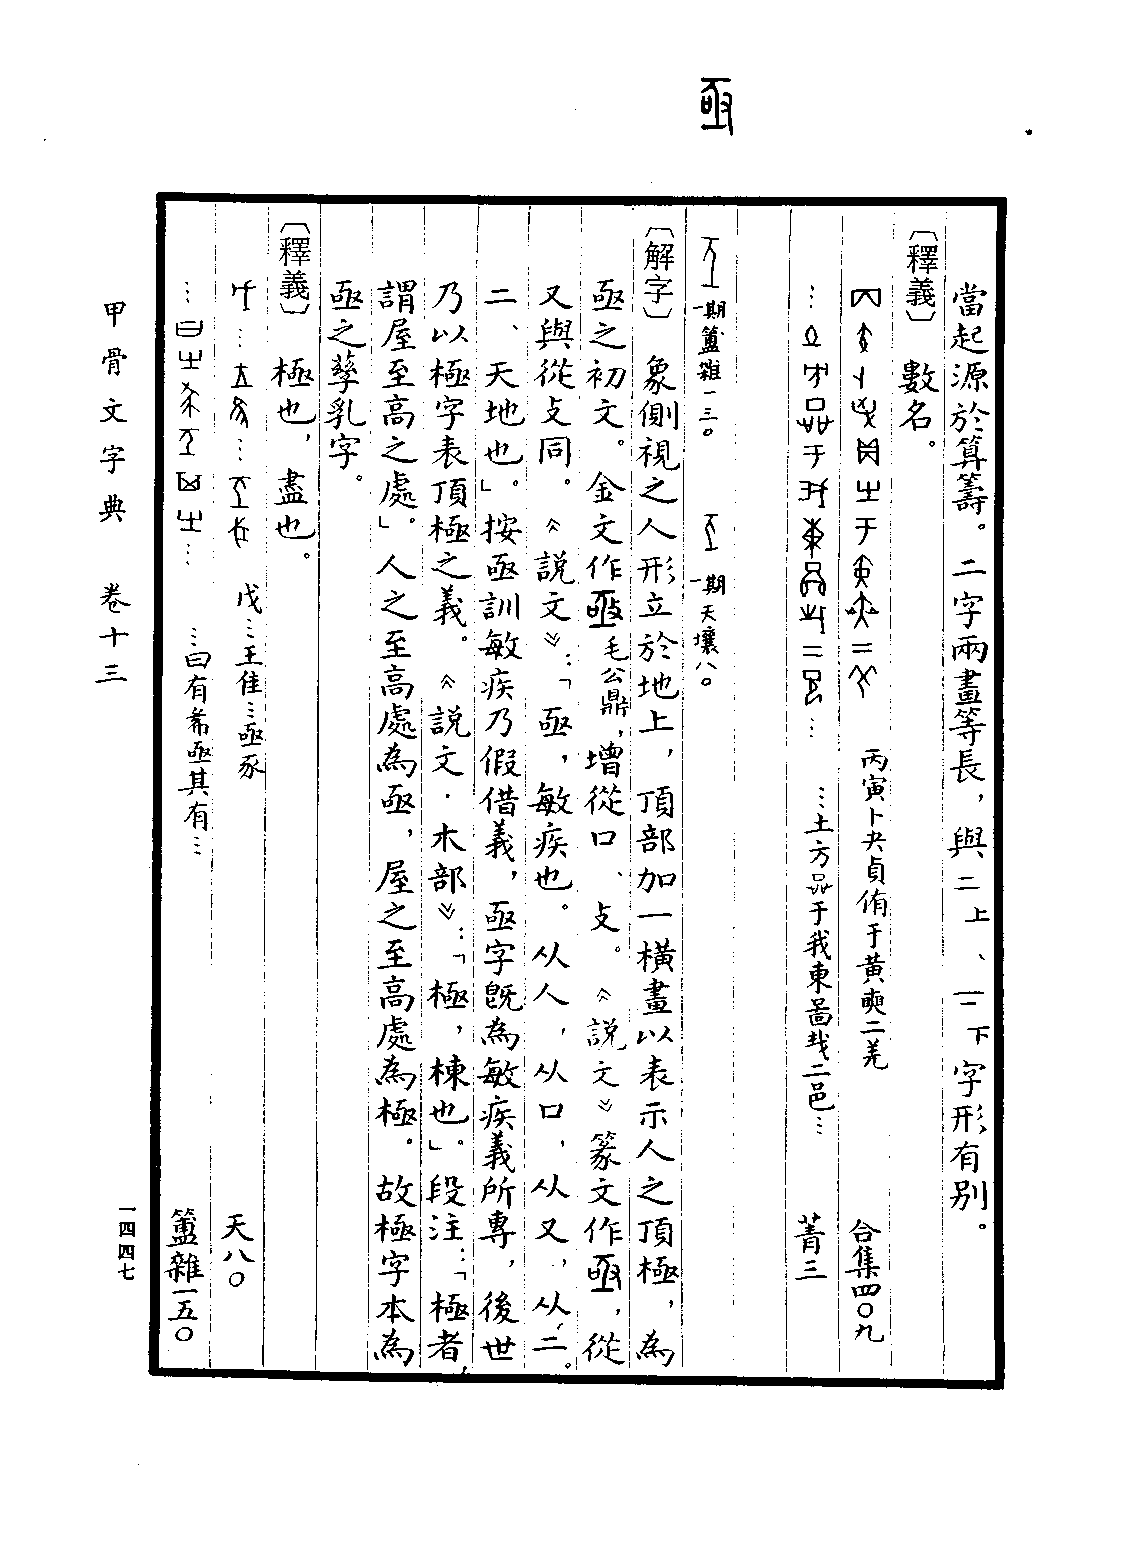 亟
當起源於算籌。二字兩畫等長，與二上、二下字形有別。
〔釋義〕
數名。
丙寅卜夬貞侑于黃奭二羌 合集四〇九
…土方𠱠于我東啚𢦔二邑… 菁三
一期簠雜一三〇 一期天壤八〇
〔解字〕象側視之人形立於地上，頂部加一橫畫以表示人之頂極，為
亟之初文。金文作毛公鼎，增從口、攴。《說文》篆文作，從
又與從攴同。《說文》：「亟，敏疾也。从人，从口，从又，从二。
二、天地也。」按亟訓敏疾乃假借義，亟字既為敏疾義所專，後世
乃以極字表頂極之義。《說文·木部》：「極，棟也。」段注：「極者
謂屋至高之處。」人之至高處為亟，屋之至高處為極。故極字本為
亟之孳乳字。
〔釋義〕極也，盡也。
戊…王隹…亟豕 天八〇
…曰有希亟其有… 簠雜一五〇
甲骨文字典 卷十三
一四四七